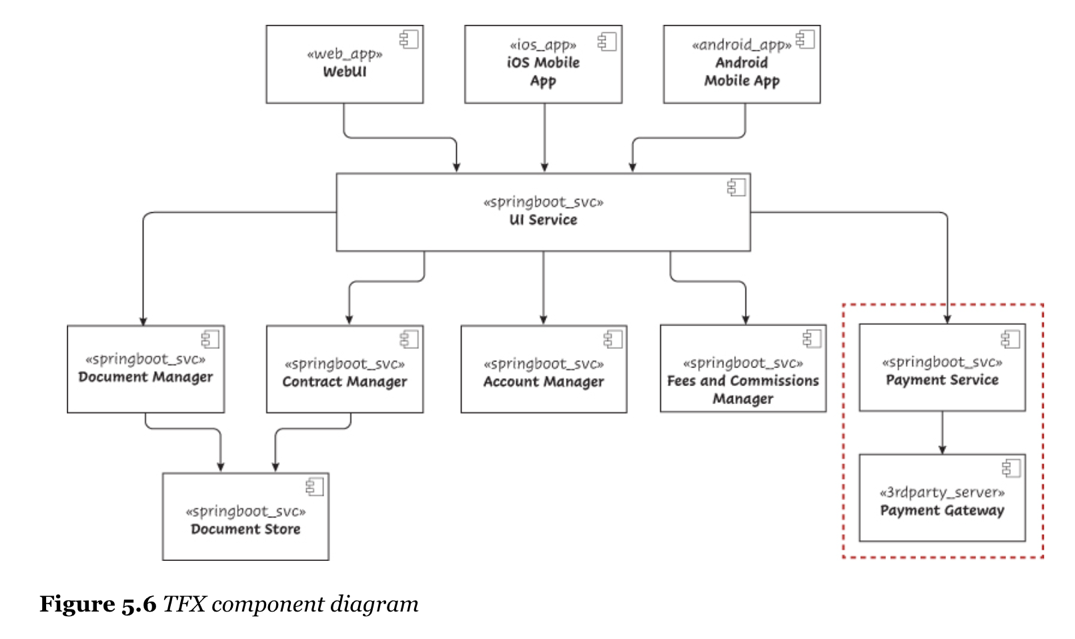 «web_app»
WebUI
«ios_app»
iOS Mobile
App
«android_app»
Android
Mobile App
«springboot_svc»
UI Service
«springboot_svc»
Document Manager
«springboot_svc»
Contract Manager
«springboot_svc»
Account Manager
«springboot_svc»
Fees and Commissions
Manager
«springboot_svc»
Payment Service
«springboot_svc»
Document Store
«3rdparty_server»
Payment Gateway
Figure 5.6 TFX component diagram